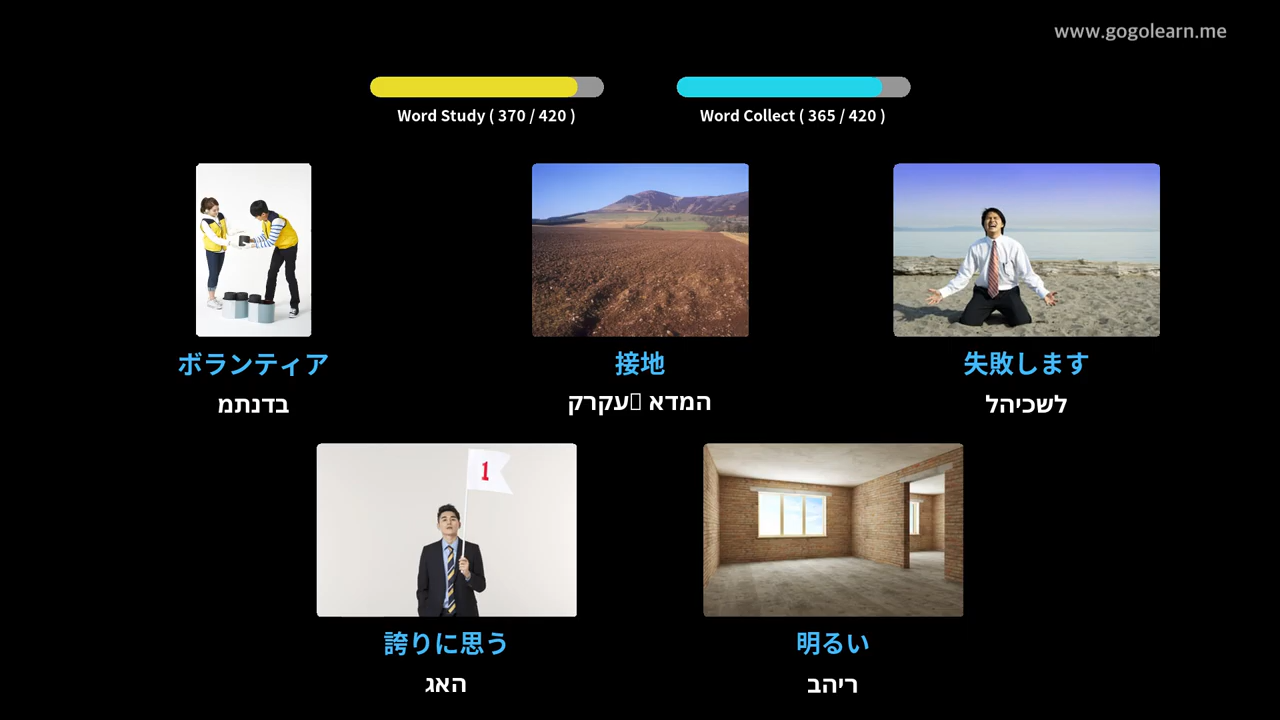 www.gogolearn.me
Word Study ( 370 / 420 )
Word Collect ( 365 / 420 )
ボランティア
בדנתמ
接地
המדא עקרק
失敗します
לשכיהל
1
誇りに思う
האג
明るい
ריהב